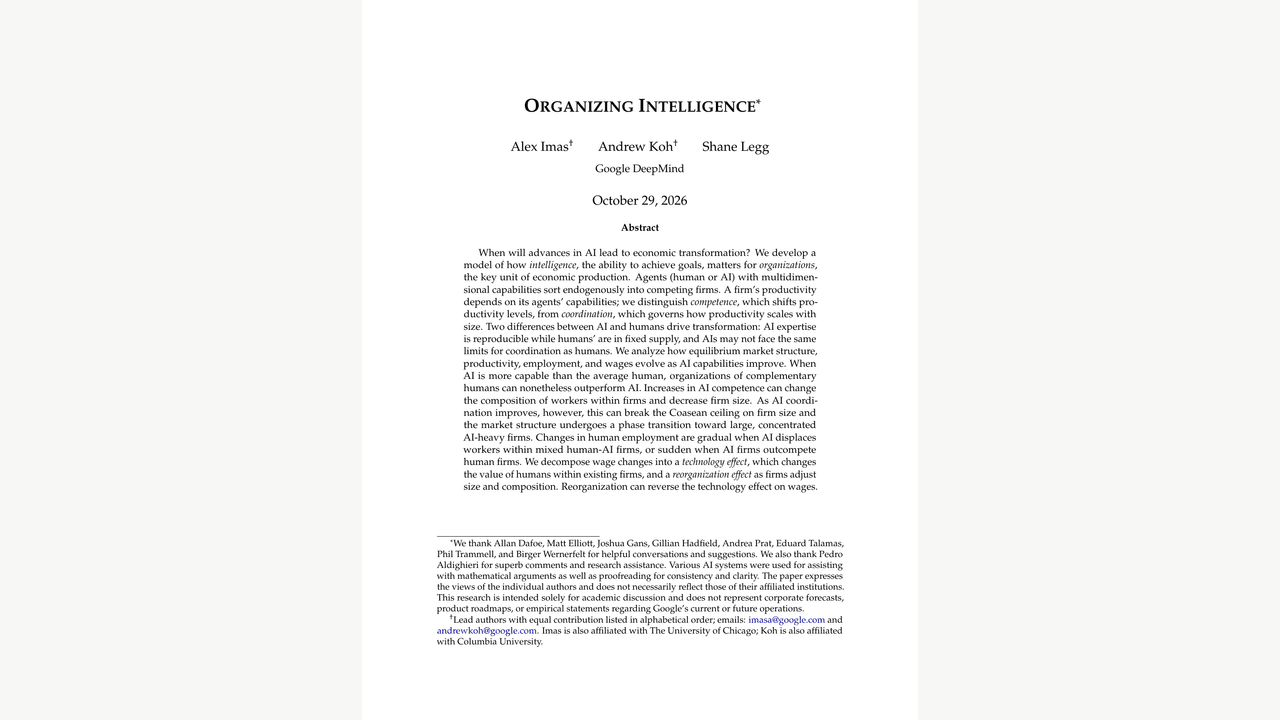 ORGANIZING INTELLIGENCE*
Alex Imas† Andrew Koh† Shane Legg
Google DeepMind
October 29, 2026
Abstract
When will advances in AI lead to economic transformation? We develop a
model of how intelligence, the ability to achieve goals, matters for organizations,
the key unit of economic production. Agents (human or AI) with multidimen-
sional capabilities sort endogenously into competing firms. A firm's productivity
depends on its agents' capabilities; we distinguish competence, which shifts pro-
ductivity levels, from coordination, which governs how productivity scales with
size. Two differences between AI and humans drive transformation: AI expertise
is reproducible while humans' are in fixed supply, and AIs may not face the same
limits for coordination as humans. We analyze how equilibrium market structure,
productivity, employment, and wages evolve as AI capabilities improve. When
AI is more capable than the average human, organizations of complementary
humans can nonetheless outperform AI. Increases in AI competence can change
the composition of workers within firms and decrease firm size. As AI coordi-
nation improves, however, this can break the Coasean ceiling on firm size and
the market structure undergoes a phase transition toward large, concentrated
AI-heavy firms. Changes in human employment are gradual when AI displaces
workers within mixed human-AI firms, or sudden when AI firms outcompete
human firms. We decompose wage changes into a technology effect, which changes
the value of humans within existing firms, and a reorganization effect as firms adjust
size and composition. Reorganization can reverse the technology effect on wages.
*We thank Allan Dafoe, Matt Elliott, Joshua Gans, Gillian Hadfield, Andrea Prat, Eduard Talamas,
Phil Trammell, and Birger Wernerfelt for helpful conversations and suggestions. We also thank Pedro
Aldighieri for superb comments and research assistance. Various AI systems were used for assisting
with mathematical arguments as well as proofreading for consistency and clarity. The paper expresses
the views of the individual authors and does not necessarily reflect those of their affiliated institutions.
This research is intended solely for academic discussion and does not represent corporate forecasts,
product roadmaps, or empirical statements regarding Google's current or future operations.
†Lead authors with equal contribution listed in alphabetical order; emails: imasa@google.com and
andrewkoh@google.com. Imas is also affiliated with The University of Chicago; Koh is also affiliated
with Columbia University.